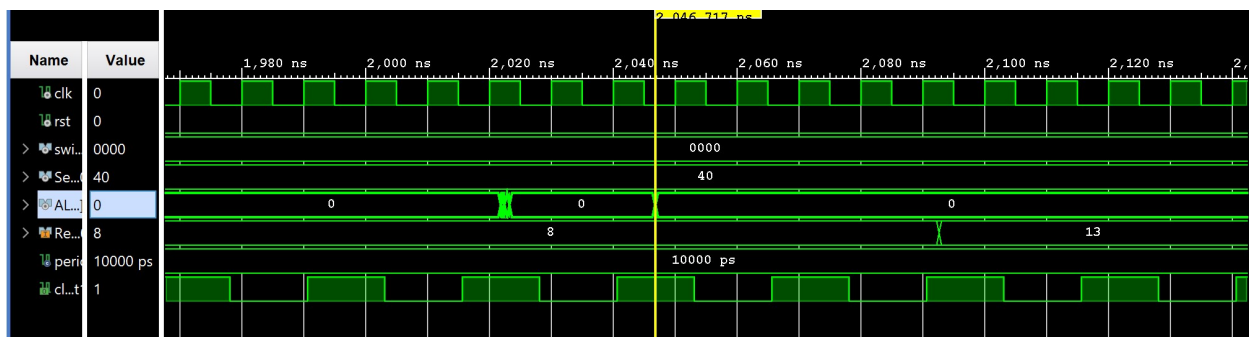 2,046.717 ns
Name Value
1,980 ns 2,000 ns 2,020 ns 2,040 ns 2,060 ns 2,080 ns 2,100 ns 2,120 ns 2,
clk 0
rst 0
swi... 0000 0000
Se... 40 40
AL...] 0 0 0 0
Re... 8 8 13
peri 10000 ps 10000 ps
cl...t 1